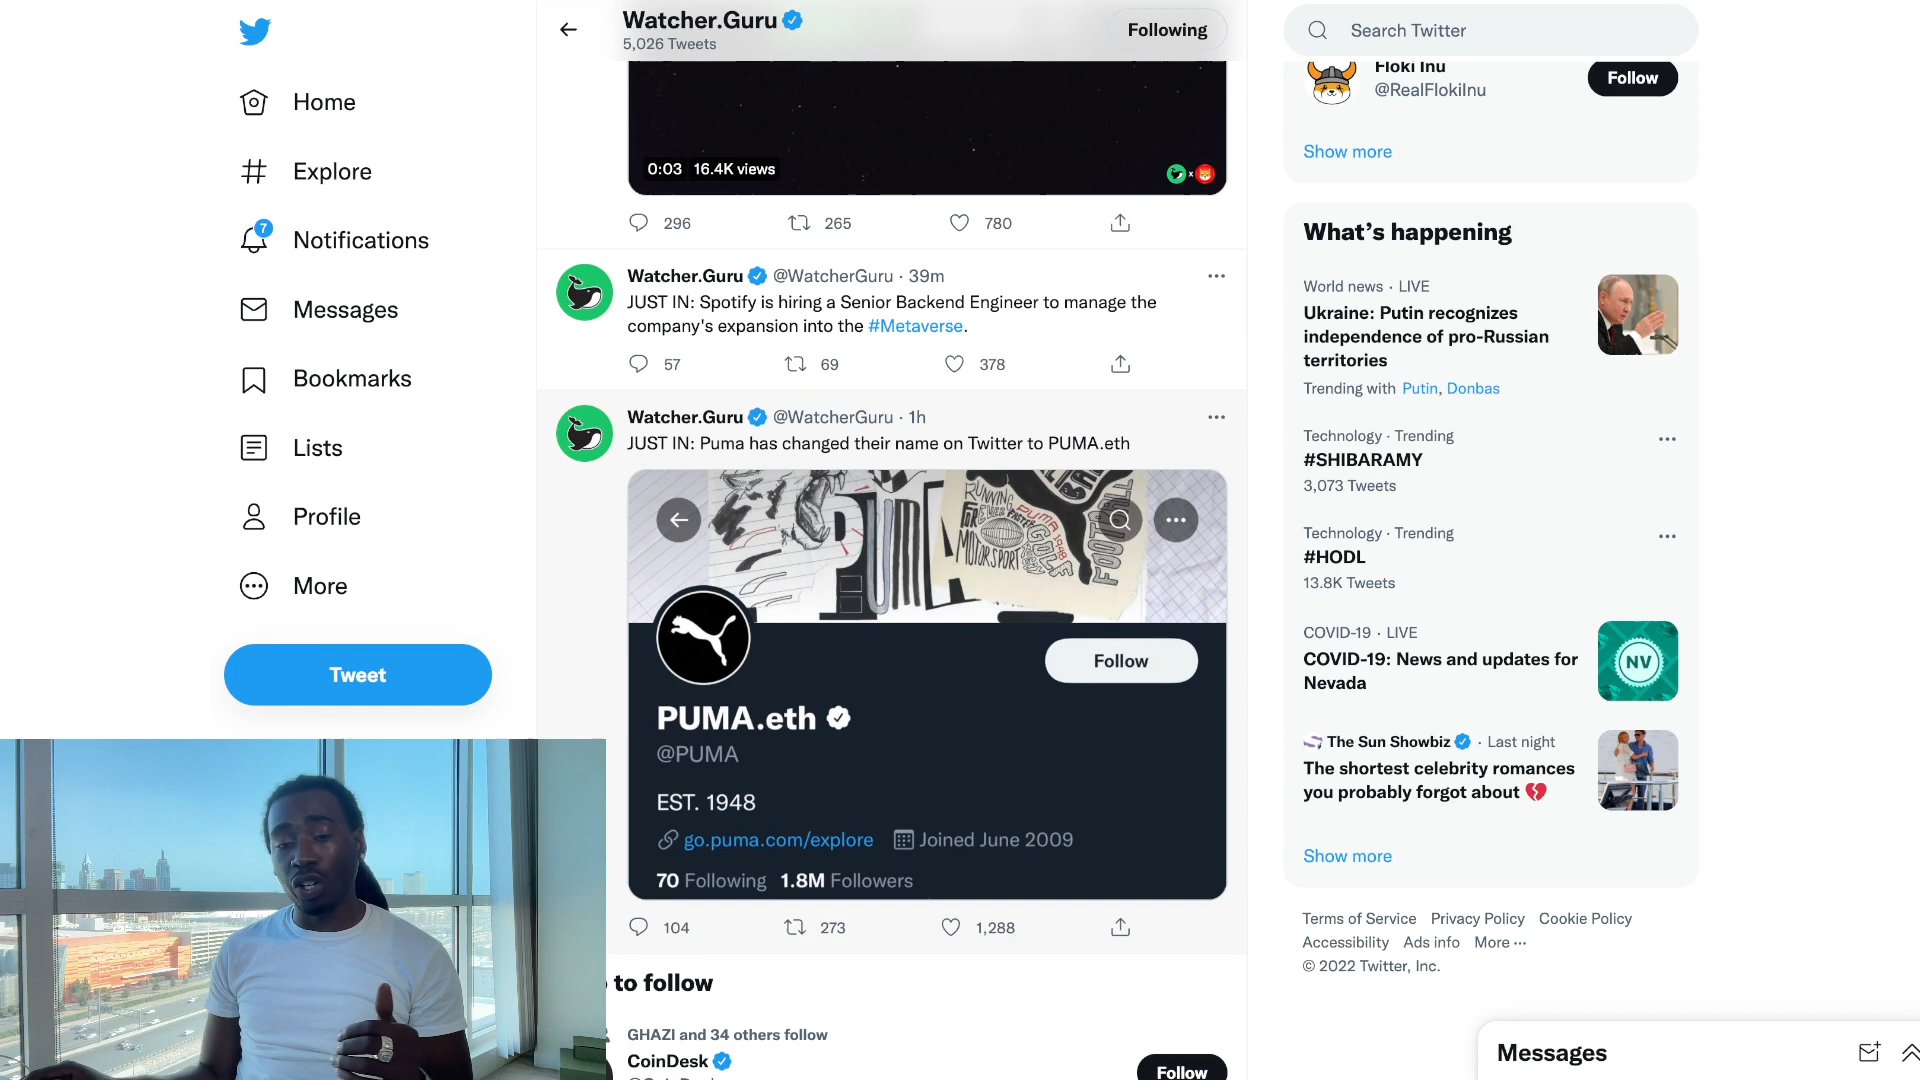 Home
Explore
7
Notifications
Messages
Bookmarks
Lists
Profile
More
Tweet
Watcher.Guru
5,026 Tweets
Following
0:03 16.4K views
x
296 265 780
Watcher.Guru @WatcherGuru · 39m
JUST IN: Spotify is hiring a Senior Backend Engineer to manage the
company's expansion into the #Metaverse.
57 69 378
Watcher.Guru @WatcherGuru · 1h
JUST IN: Puma has changed their name on Twitter to PUMA.eth
RUNNING
FOREVER FASTER
PUMA 1948
GOLF
MOTORSPORT
FOOTBALL
Follow
PUMA.eth
@PUMA
EST. 1948
go.puma.com/explore Joined June 2009
70 Following 1.8M Followers
104 273 1,288
to follow
GHAZI and 34 others follow
CoinDesk
Follow
Search Twitter
Floki Inu
@RealFlokiInu
Follow
Show more
What's happening
World news · LIVE
Ukraine: Putin recognizes
independence of pro-Russian
territories
Trending with Putin, Donbas
Technology · Trending
#SHIBARAMY
3,073 Tweets
Technology · Trending
#HODL
13.8K Tweets
COVID-19 · LIVE
COVID-19: News and updates for
Nevada
NV
The Sun Showbiz · Last night
The shortest celebrity romances
you probably forgot about 💔
Show more
Terms of Service Privacy Policy Cookie Policy
Accessibility Ads info More ···
© 2022 Twitter, Inc.
Messages